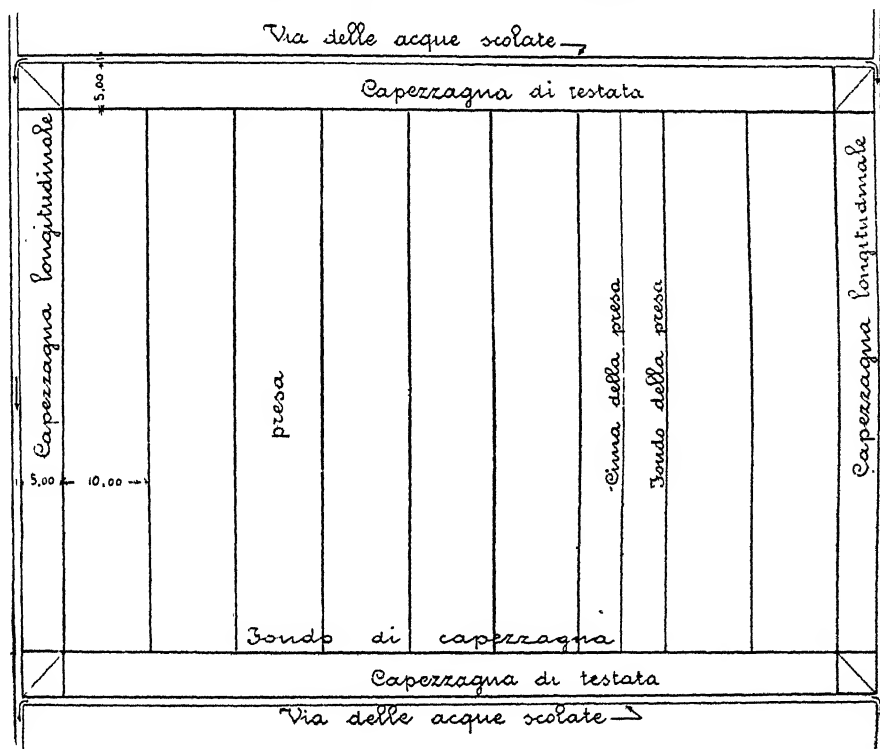 Via delle acque scolate
5,00
Capezzagna di testata
Capezzagna longitudinale
Capezzagna longitudinale
presa
Cima della presa
Fondo della presa
5,00
10,00
Fondo di capezzagna
Capezzagna di testata
Via delle acque scolate